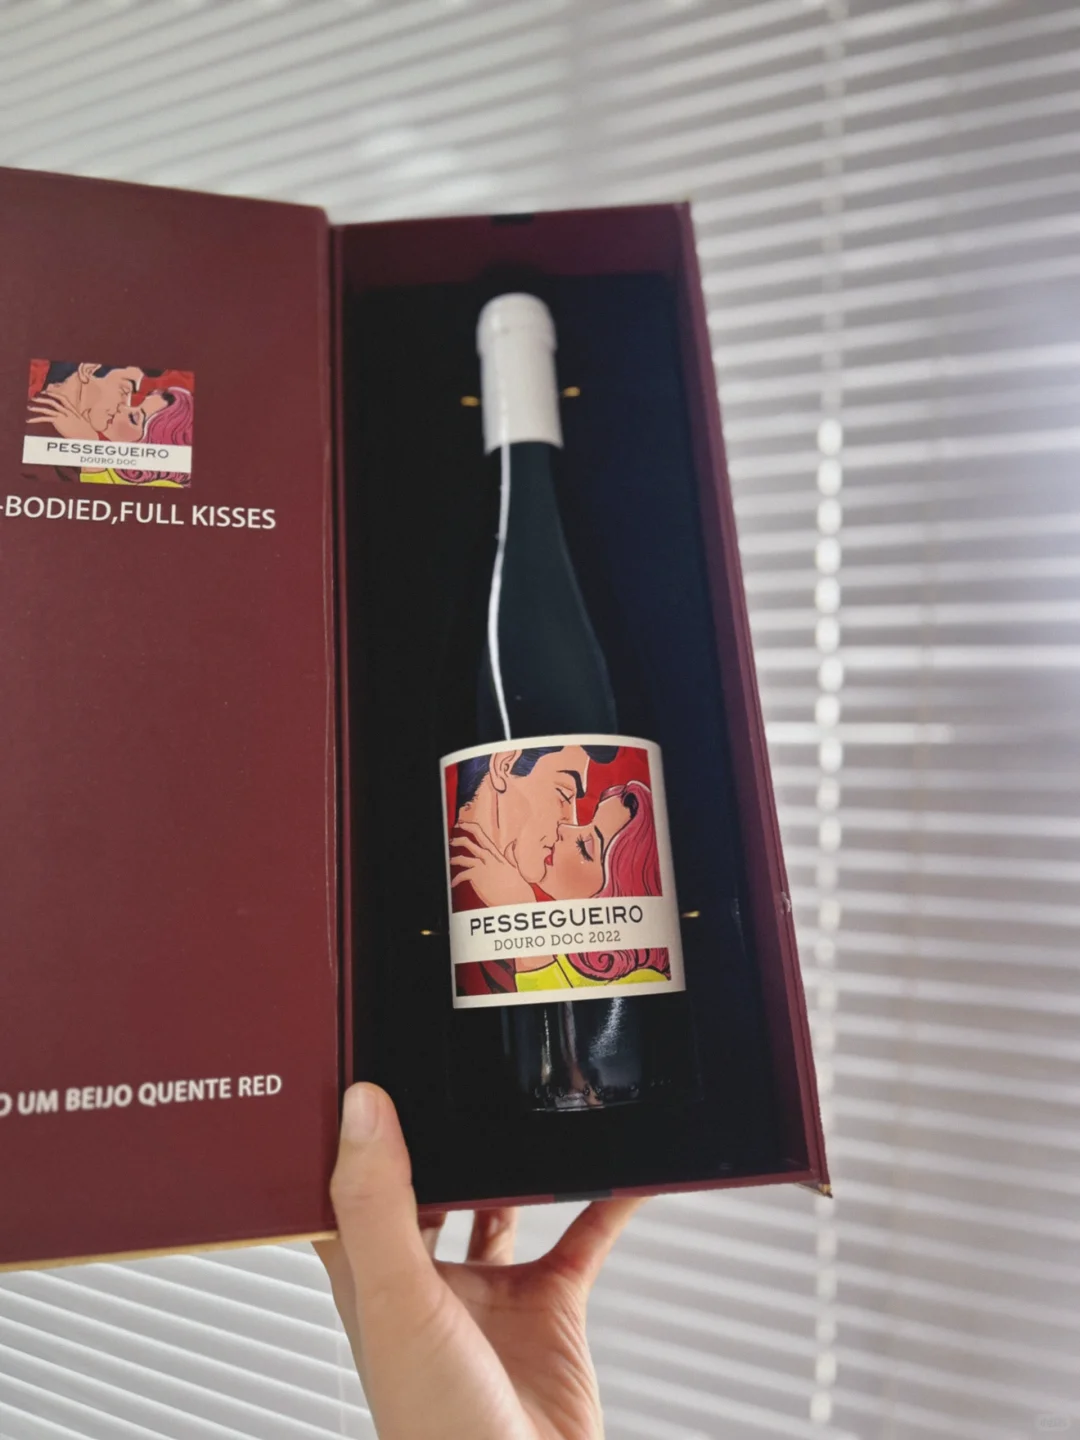 PESSEGUEIRO
DOURO DOC
-BODIED,FULL KISSES
UM BEIJO QUENTE RED
PESSEGUEIRO
DOURO DOC 2022